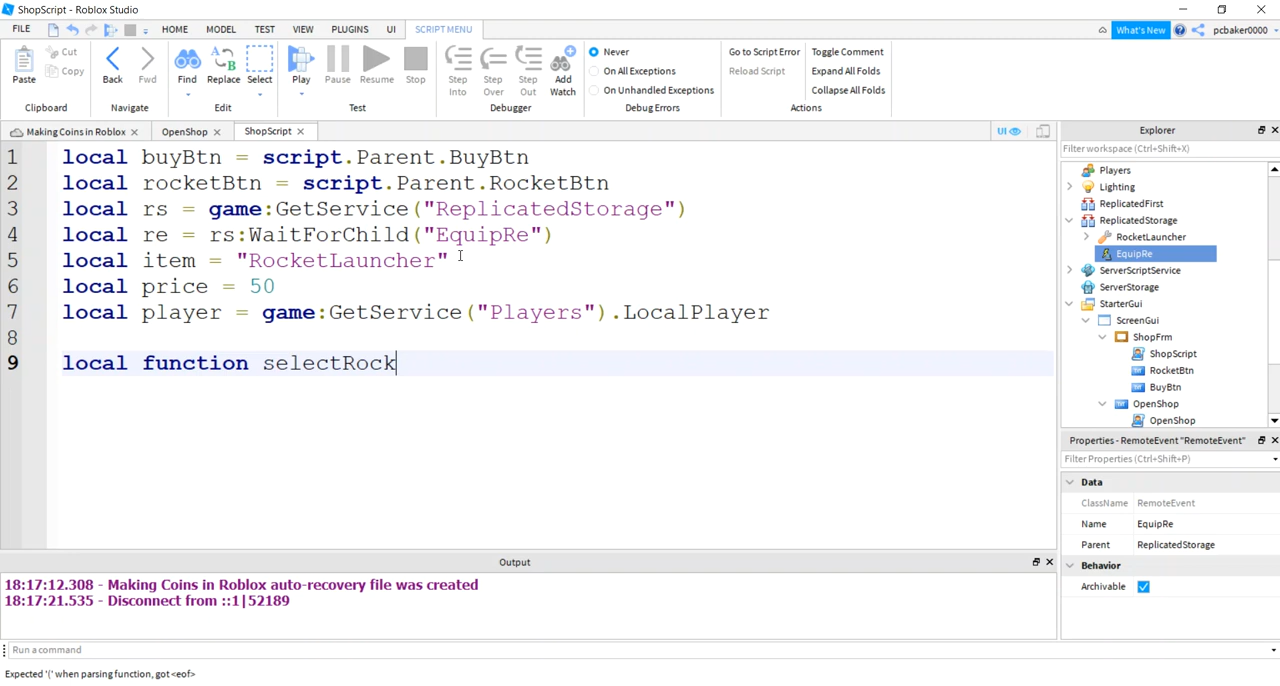 ShopScript - Roblox Studio
FILE HOME MODEL TEST VIEW PLUGINS UI SCRIPT MENU What's New pcbaker0000
Paste Cut Copy Back Fwd Find Replace Select Play Pause Resume Stop Step Into Step Over Step Out Add Watch
Never
On All Exceptions
On Unhandled Exceptions
Go to Script Error
Reload Script
Toggle Comment
Expand All Folds
Collapse All Folds
Clipboard Navigate Edit Test Debugger Debug Errors Actions
Making Coins in Roblox OpenShop ShopScript UI
1 local buyBtn = script.Parent.BuyBtn
2 local rocketBtn = script.Parent.RocketBtn
3 local rs = game:GetService("ReplicatedStorage")
4 local re = rs:WaitForChild("EquipRe")
5 local item = "RocketLauncher"
6 local price = 50
7 local player = game:GetService("Players").LocalPlayer
8
9 local function selectRock
Explorer
Filter workspace (Ctrl+Shift+X)
Players
Lighting
ReplicatedFirst
ReplicatedStorage
RocketLauncher
EquipRe
ServerScriptService
ServerStorage
StarterGui
ScreenGui
ShopFrm
ShopScript
RocketBtn
BuyBtn
OpenShop
OpenShop
Properties - RemoteEvent "RemoteEvent"
Filter Properties (Ctrl+Shift+P)
Data
ClassName RemoteEvent
Name EquipRe
Parent ReplicatedStorage
Behavior
Archivable
Output
18:17:12.308 - Making Coins in Roblox auto-recovery file was created
18:17:21.535 - Disconnect from ::1|52189
Run a command
Expected '(' when parsing function, got <eof>